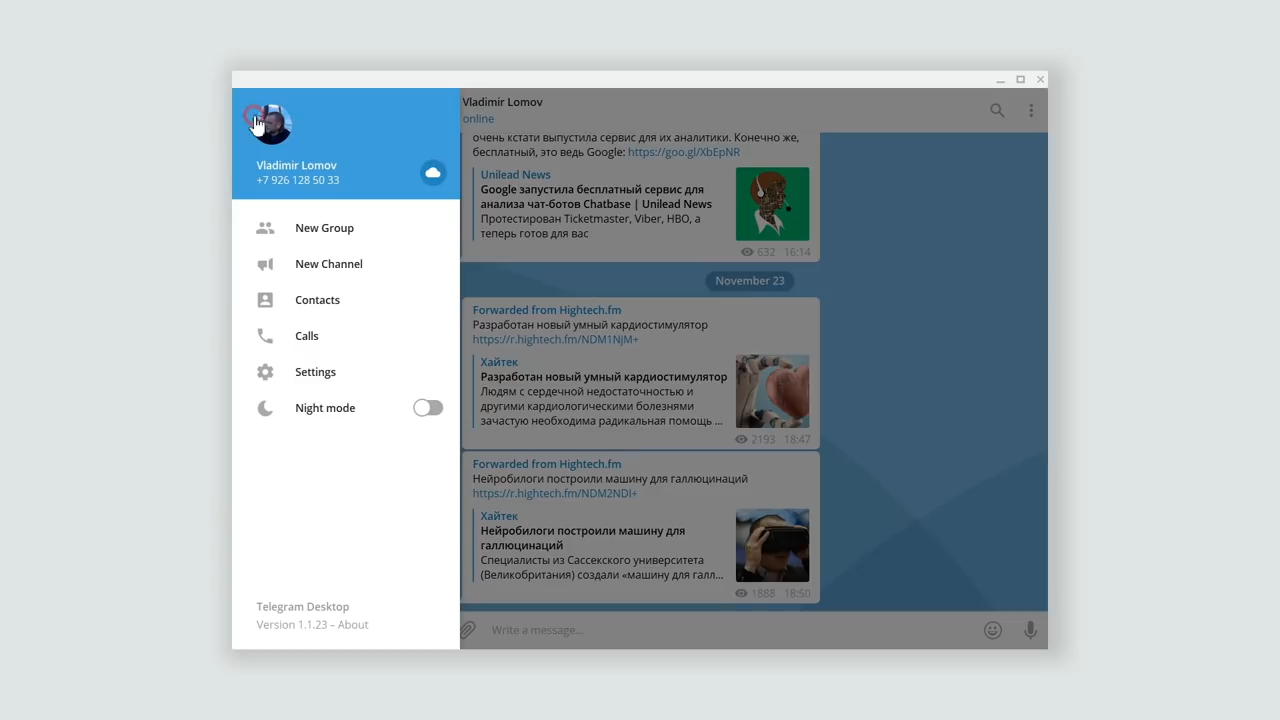 Vladimir Lomov
+7 926 128 50 33
New Group
New Channel
Contacts
Calls
Settings
Night mode
Telegram Desktop
Version 1.1.23 – About
Vladimir Lomov
online
очень кстати выпустила сервис для их аналитики. Конечно же,
бесплатный, это ведь Google: https://goo.gl/XbEpNR
Unilead News
Google запустила бесплатный сервис для
анализа чат-ботов Chatbase | Unilead News
Протестирован Ticketmaster, Viber, HBO, а
теперь готов для вас
632 16:14
November 23
Forwarded from Hightech.fm
Разработан новый умный кардиостимулятор
https://r.hightech.fm/NDM1NjM+
Хайтек
Разработан новый умный кардиостимулятор
Людям с сердечной недостаточностью и
другими кардиологическими болезнями
зачастую необходима радикальная помощь ...
2193 18:47
Forwarded from Hightech.fm
Нейробилоги построили машину для галлюцинаций
https://r.hightech.fm/NDM2NDI+
Хайтек
Нейробилоги построили машину для
галлюцинаций
Специалисты из Сассекского университета
(Великобритания) создали «машину для галл...
1888 18:50
Write a message...